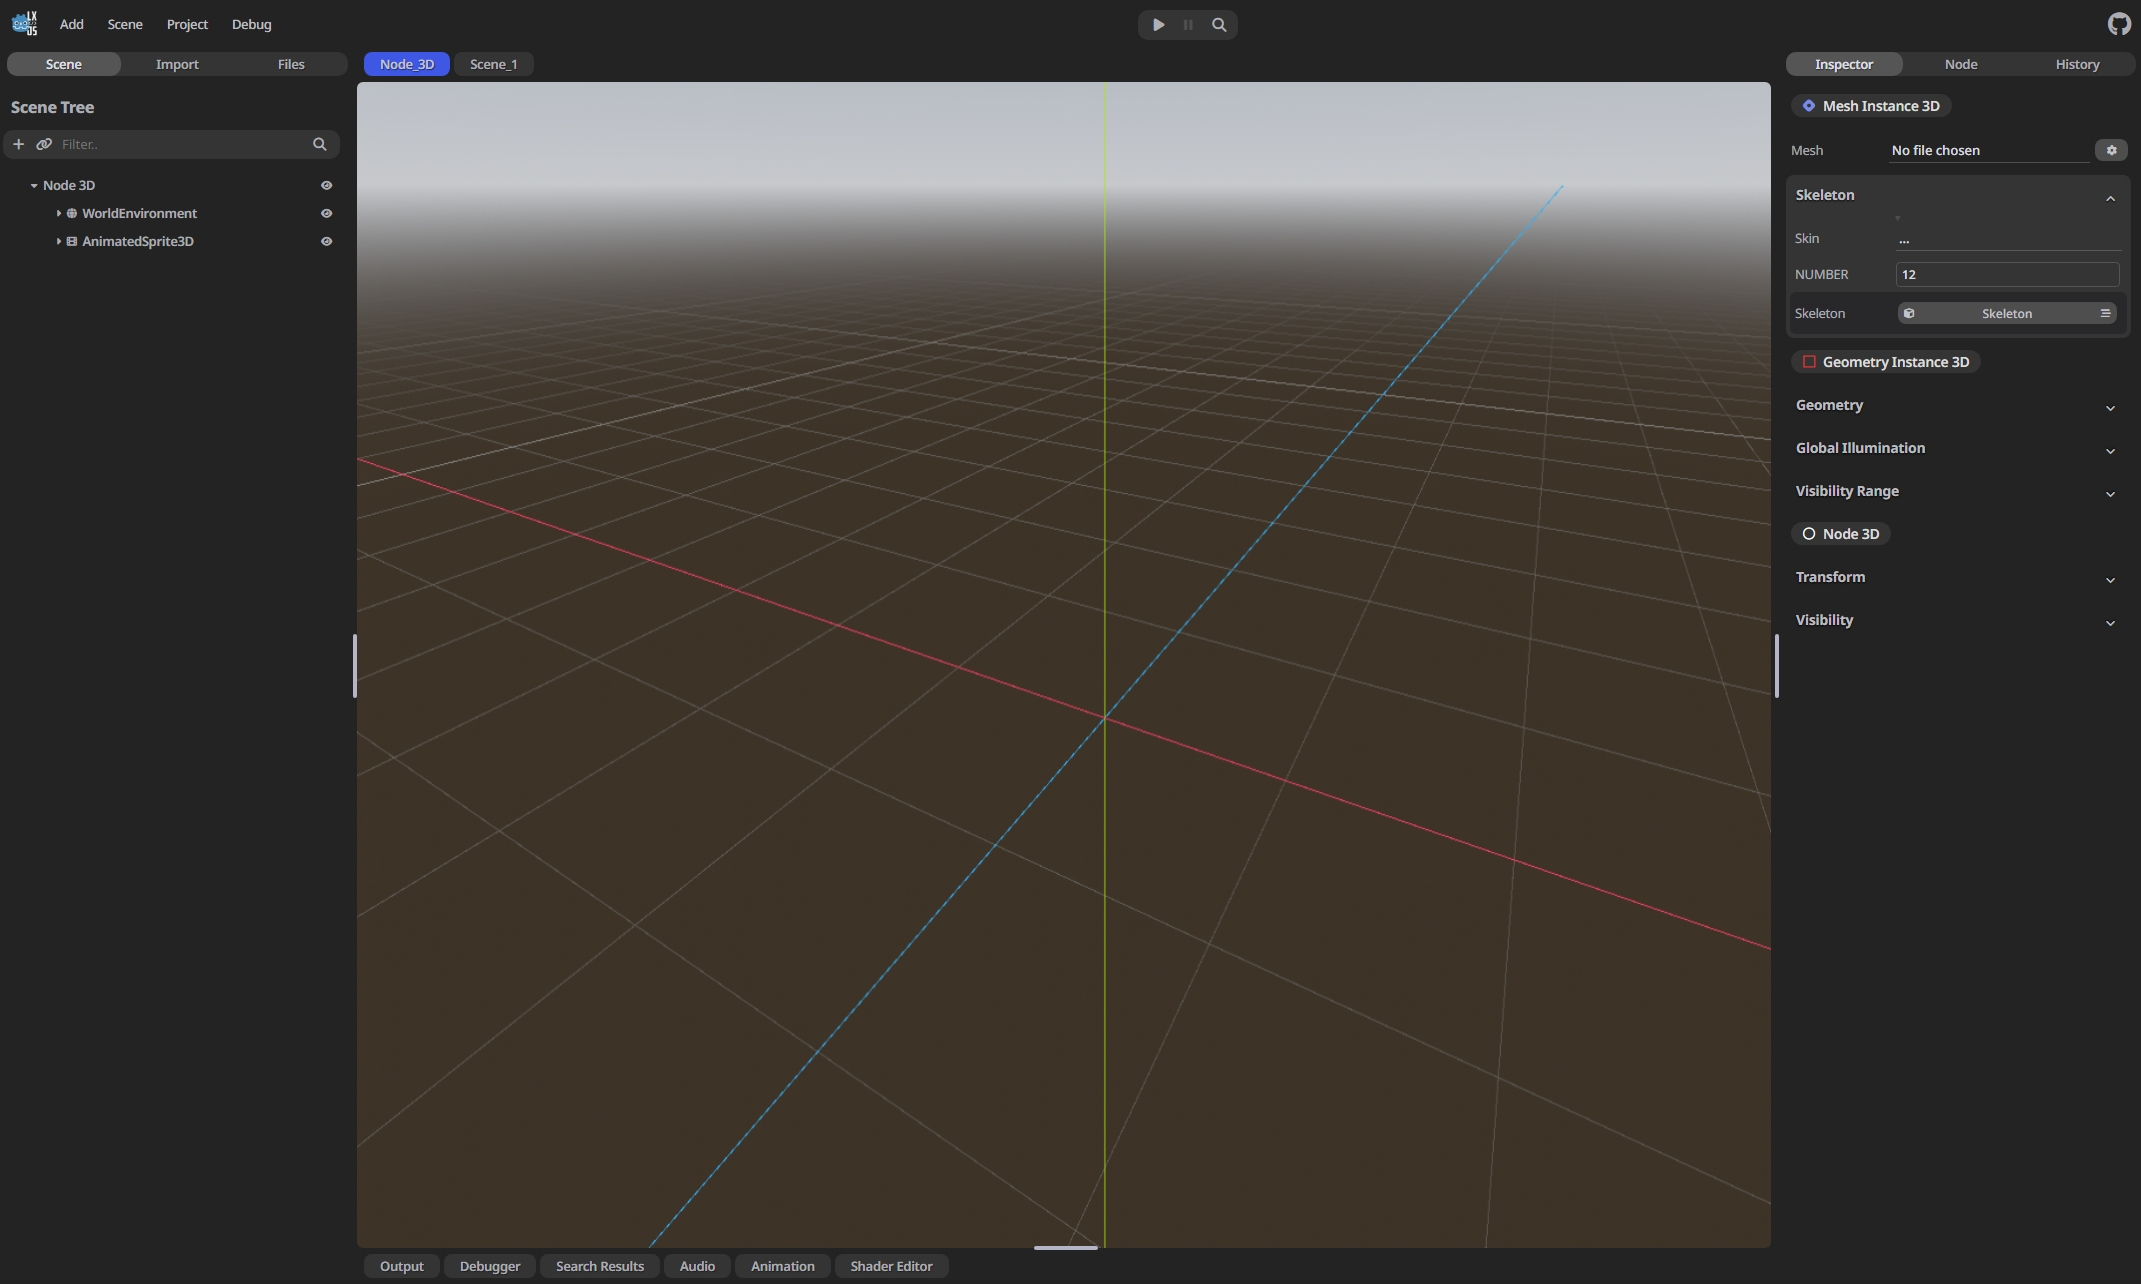 LX
JS
Add Scene Project Debug
Scene Import Files
Node_3D Scene_1
Inspector Node History
Scene Tree
Filter..
Node 3D
WorldEnvironment
AnimatedSprite3D
Mesh Instance 3D
Mesh No file chosen
Skeleton
Skin ...
NUMBER 12
Skeleton Skeleton
Geometry Instance 3D
Geometry
Global Illumination
Visibility Range
Node 3D
Transform
Visibility
Output Debugger Search Results Audio Animation Shader Editor